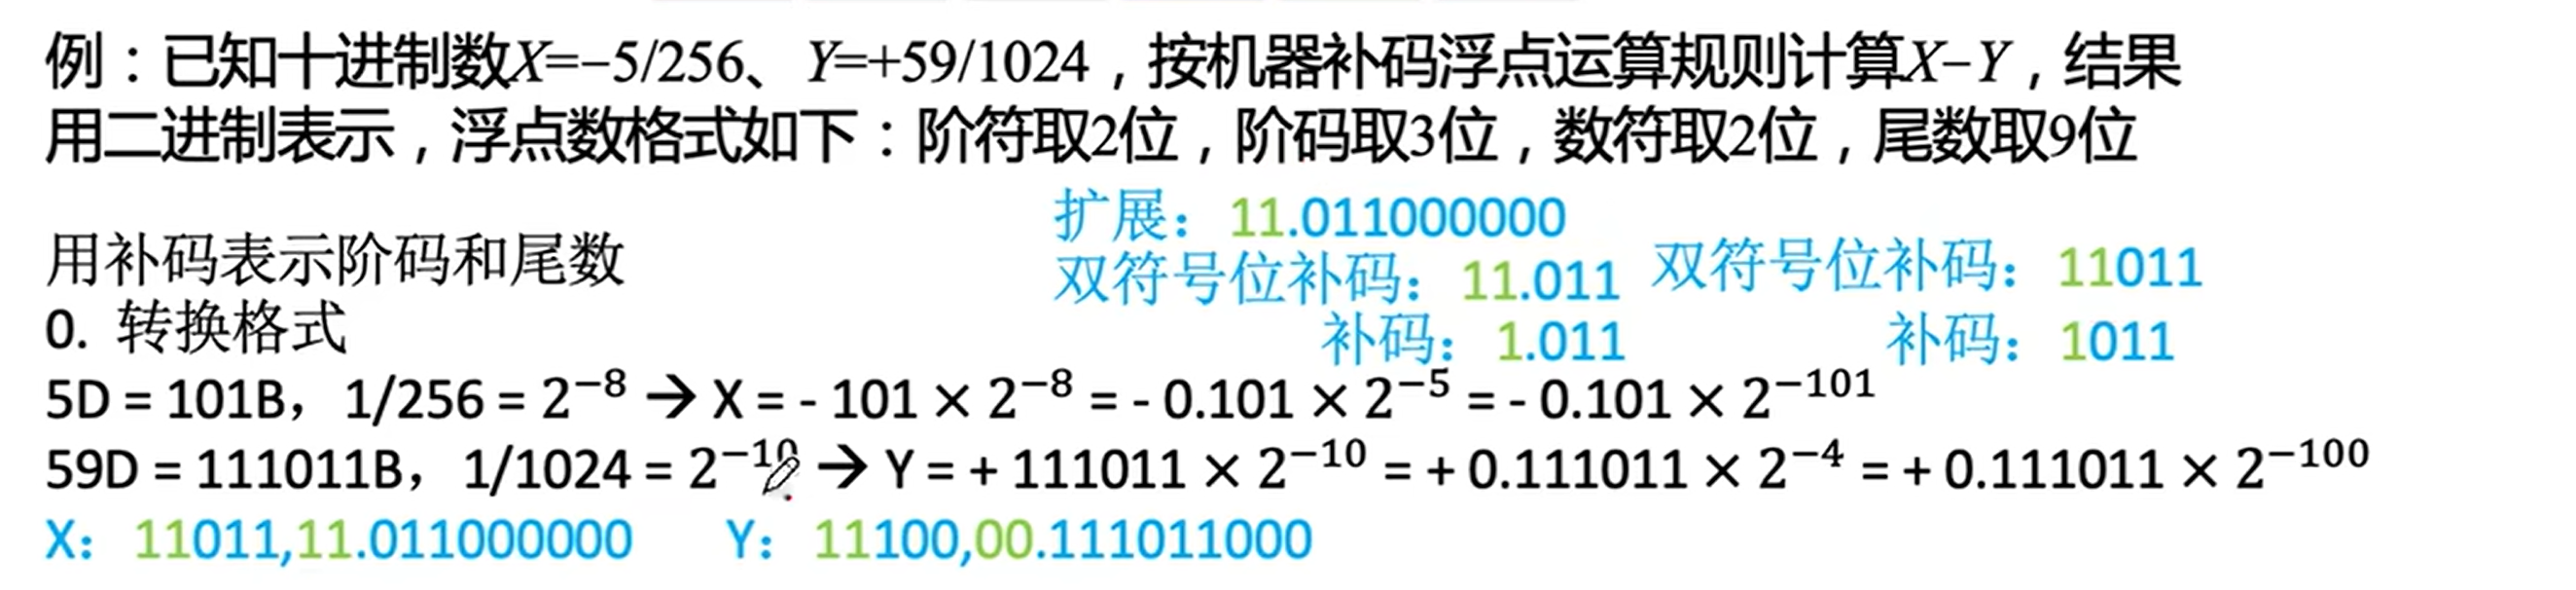 例：已知十进制数X=−5/256、Y=+59/1024，按机器补码浮点运算规则计算X−Y，结果
用二进制表示，浮点数格式如下：阶符取2位，阶码取3位，数符取2位，尾数取9位
扩展：11.011000000
用补码表示阶码和尾数
双符号位补码：11.011 双符号位补码：11011
0. 转换格式
补码：1.011 补码：1011
5D = 101B，1/256 = 2⁻⁸ → X = - 101 × 2⁻⁸ = - 0.101 × 2⁻⁵ = - 0.101 × 2⁻¹⁰¹
59D = 111011B，1/1024 = 2⁻¹⁰ → Y = + 111011 × 2⁻¹⁰ = + 0.111011 × 2⁻⁴ = + 0.111011 × 2⁻¹⁰⁰
X：11011,11.011000000 Y：11100,00.111011000